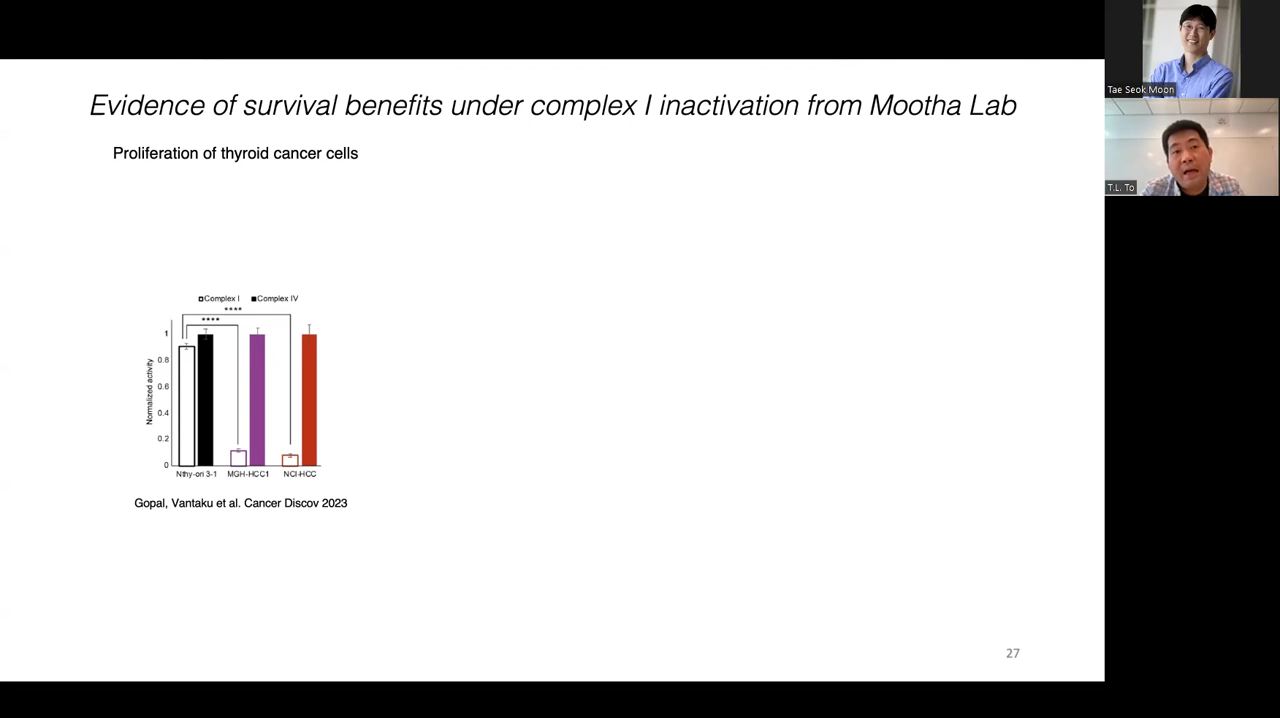 Evidence of survival benefits under complex I inactivation from Mootha Lab
Proliferation of thyroid cancer cells
Complex I Complex IV
****
****
Normalized activity
1
0.8
0.6
0.4
0.2
0
Nthy-ori 3-1 MGH-HCC1 NCI-HCC
Gopal, Vantaku et al. Cancer Discov 2023
27
Tae Seok Moon
T.L. To